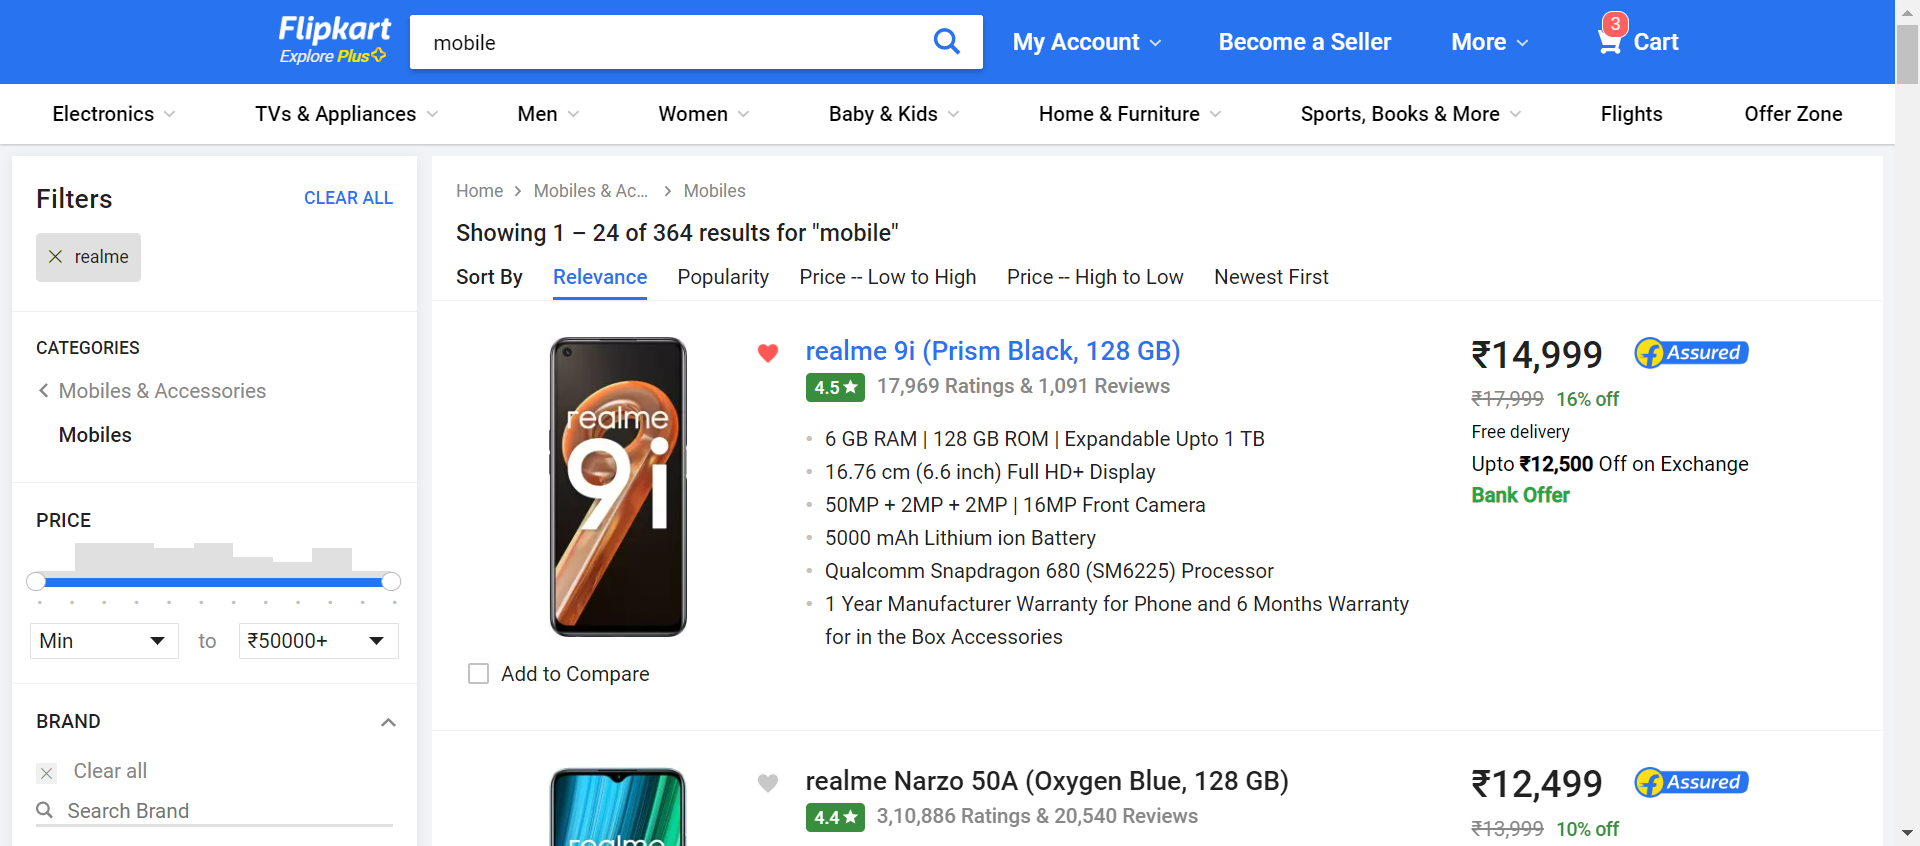 Flipkart
Explore Plus
mobile
My Account
Become a Seller
More
3
Cart
Electronics
TVs & Appliances
Men
Women
Baby & Kids
Home & Furniture
Sports, Books & More
Flights
Offer Zone
Filters
CLEAR ALL
realme
CATEGORIES
Mobiles & Accessories
Mobiles
PRICE
Min
to
₹50000+
BRAND
Clear all
Search Brand
Home
Mobiles & Ac...
Mobiles
Showing 1 – 24 of 364 results for "mobile"
Sort By
Relevance
Popularity
Price -- Low to High
Price -- High to Low
Newest First
realme
9i
Add to Compare
realme 9i (Prism Black, 128 GB)
4.5★
17,969 Ratings & 1,091 Reviews
6 GB RAM | 128 GB ROM | Expandable Upto 1 TB
16.76 cm (6.6 inch) Full HD+ Display
50MP + 2MP + 2MP | 16MP Front Camera
5000 mAh Lithium ion Battery
Qualcomm Snapdragon 680 (SM6225) Processor
1 Year Manufacturer Warranty for Phone and 6 Months Warranty
for in the Box Accessories
₹14,999
Assured
₹17,999 16% off
Free delivery
Upto ₹12,500 Off on Exchange
Bank Offer
realme
realme Narzo 50A (Oxygen Blue, 128 GB)
4.4★
3,10,886 Ratings & 20,540 Reviews
₹12,499
Assured
₹13,999 10% off